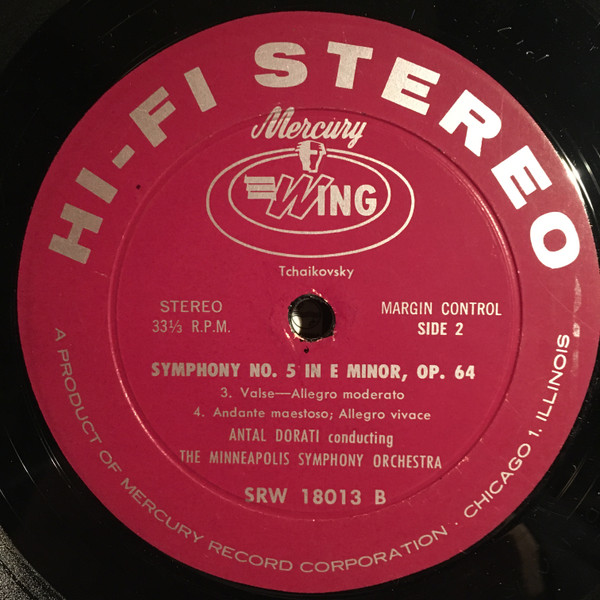 HI-FI STEREO
Mercury
WING
Tchaikovsky
STEREO
33⅓ R.P.M.
MARGIN CONTROL
SIDE 2
SYMPHONY NO. 5 IN E MINOR, OP. 64
3. Valse—Allegro moderato
4. Andante maestoso; Allegro vivace
ANTAL DORATI conducting
THE MINNEAPOLIS SYMPHONY ORCHESTRA
SRW 18013 B
A PRODUCT OF MERCURY RECORD CORPORATION · CHICAGO 1, ILLINOIS